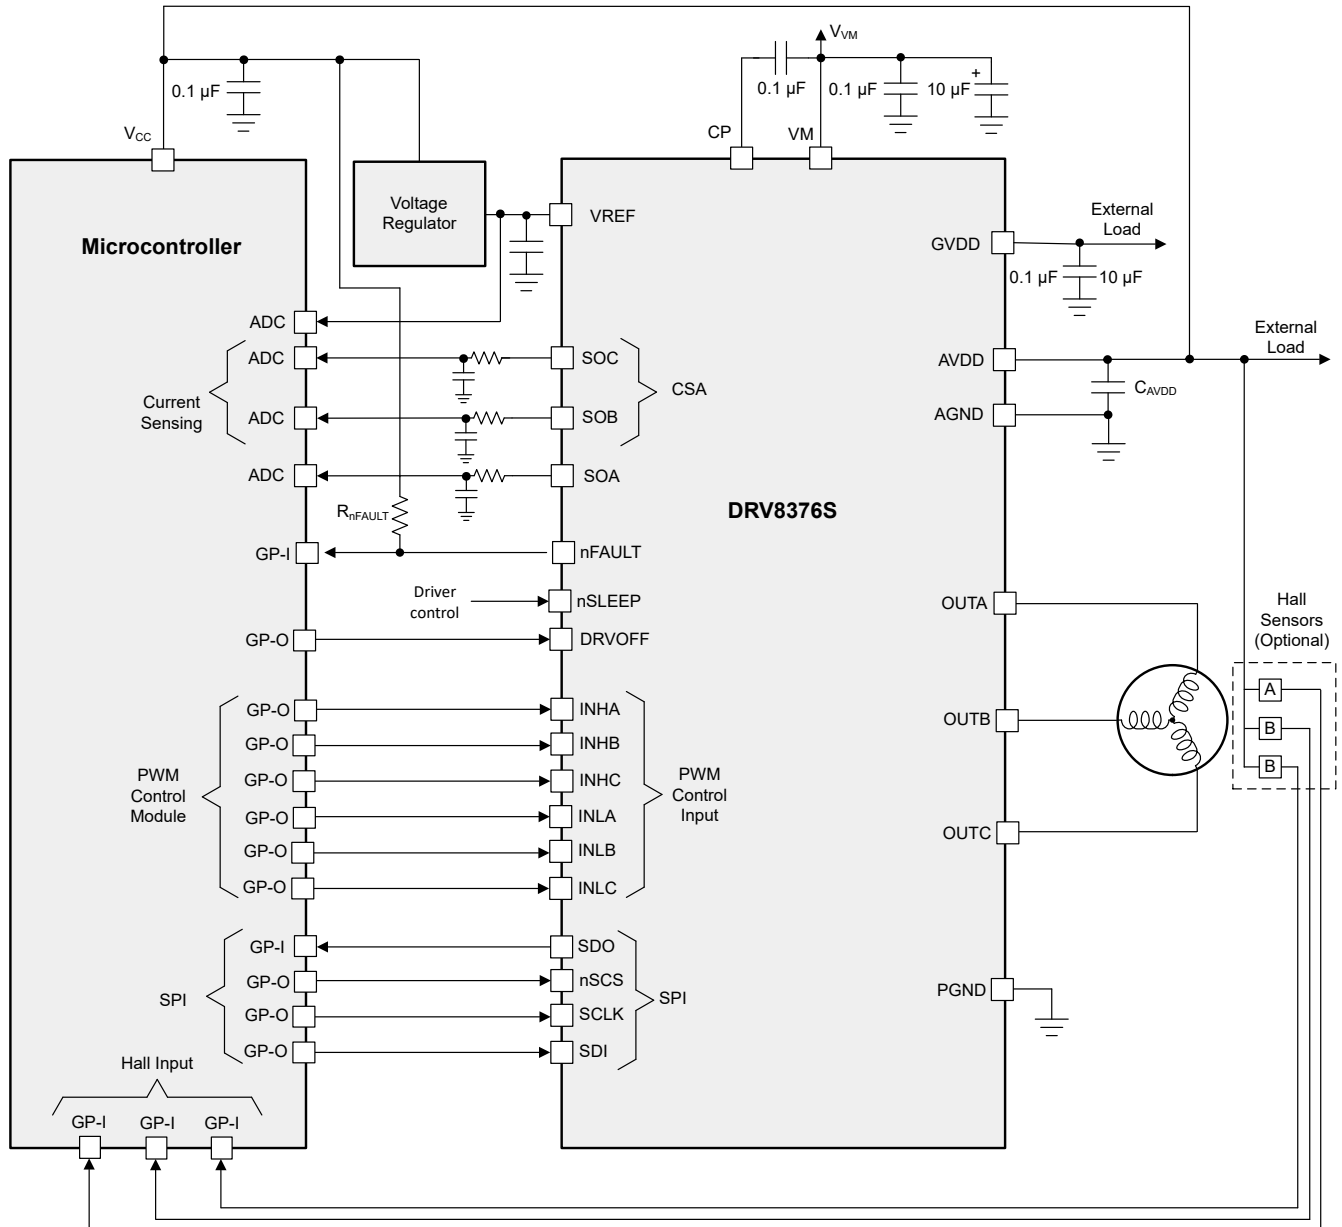 V_VM
0.1 µF
0.1 µF
0.1 µF
10 µF
+
V_CC
CP
VM
Voltage
Regulator
VREF
Microcontroller
GVDD
External
Load
0.1 µF
10 µF
ADC
ADC
SOC
AVDD
External
Load
Current
Sensing
CSA
C_AVDD
ADC
SOB
AGND
ADC
SOA
R_nFAULT
DRV8376S
GP-I
nFAULT
Driver
control
nSLEEP
OUTA
Hall
Sensors
(Optional)
GP-O
DRVOFF
A
B
B
GP-O
INHA
OUTB
GP-O
INHB
PWM
Control
Module
GP-O
INHC
PWM
Control
Input
GP-O
INLA
OUTC
GP-O
INLB
GP-O
INLC
GP-I
SDO
GP-O
nSCS
PGND
SPI
SPI
GP-O
SCLK
GP-O
SDI
Hall Input
GP-I
GP-I
GP-I